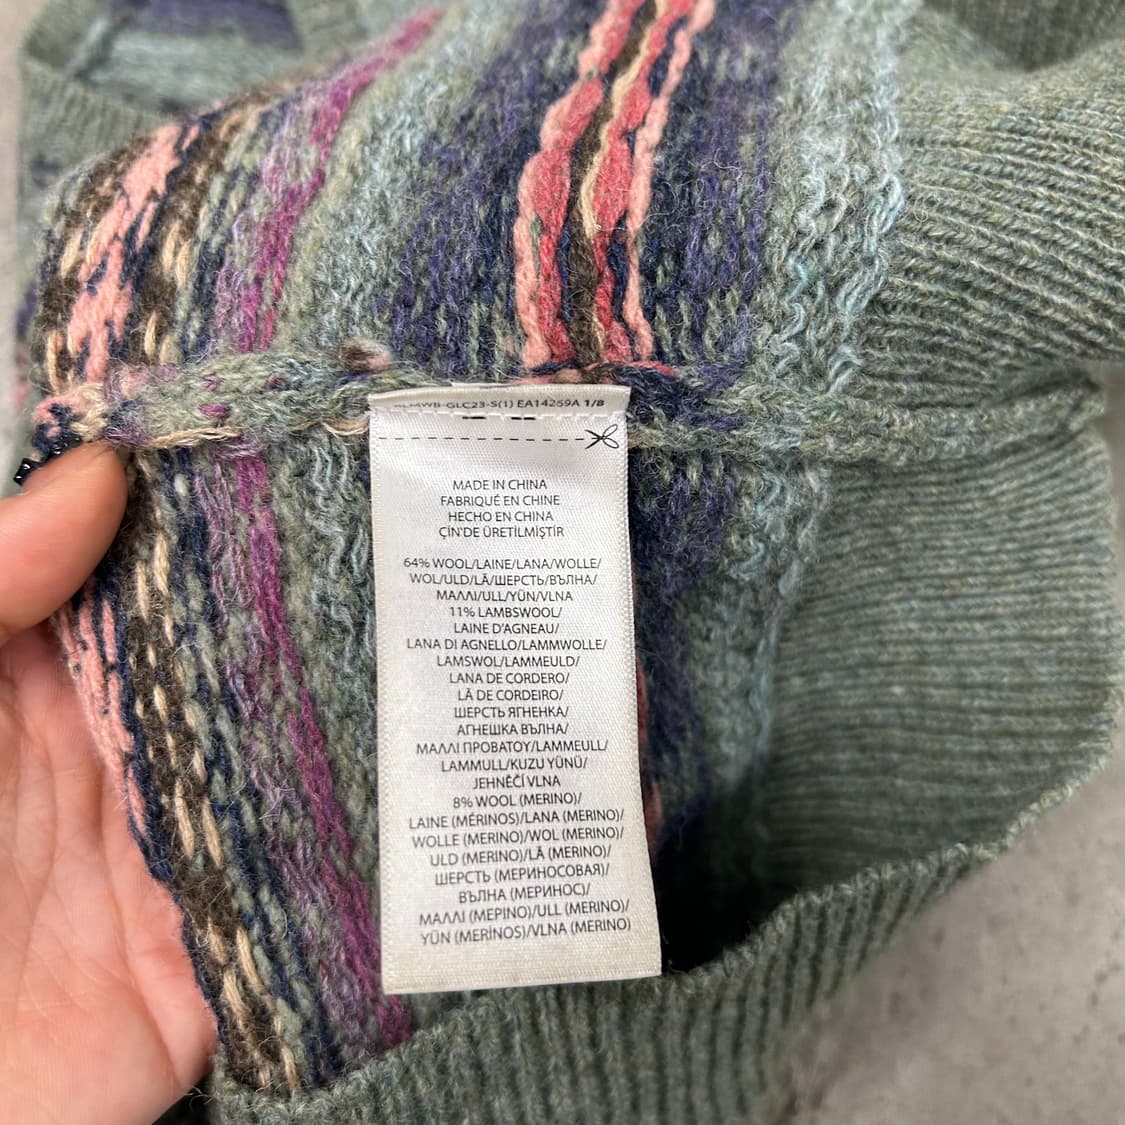 EA14269A 1/8
MADE IN CHINA
FABRIQUÉ EN CHINE
HECHO EN CHINA
ÇİN'DE ÜRETİLMİŞTİR
64% WOOL/LAINE/LANA/WOLLE/
WOL/ULD/LÃ/ШЕРСТЬ/ВЪЛНА/
ΜΑΛΛΙ/ULL/YÜN/VLNA
11% LAMBSWOOL/
LAINE D'AGNEAU/
LANA DI AGNELLO/LAMMWOLLE/
LAMSWOL/LAMMEULD/
LANA DE CORDERO/
LÃ DE CORDEIRO/
ШЕРСТЬ ЯГНЕНКА/
АГНЕШКА ВЪЛНА/
ΜΑΛΛΙ ΠΡΟΒΑΤΟΥ/LAMMEULL/
LAMMULL/KUZU YÜNÜ/
JEHNĚČÍ VLNA
8% WOOL (MERINO)/
LAINE (MÉRINOS)/LANA (MERINO)/
WOLLE (MERINO)/WOL (MERINO)/
ULD (MERINO)/LÃ (MERINO)/
ШЕРСТЬ (МЕРИНОСОВАЯ)/
ВЪЛНА (МЕРИНОС)/
ΜΑΛΛΙ (ΜΕΡΙΝΟ)/ULL (MERINO)/
YÜN (MERİNOS)/VLNA (MERINO)